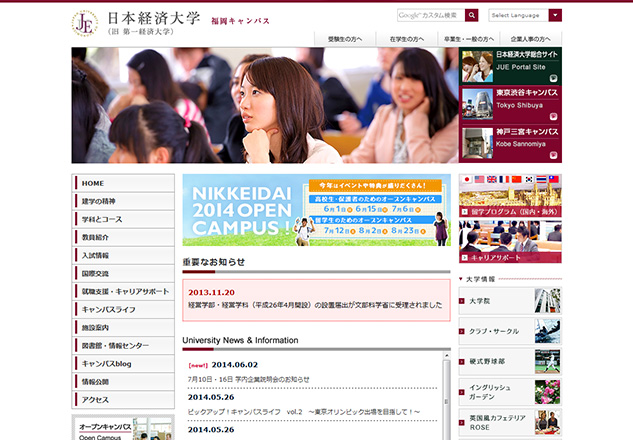 JE
日本経済大学
(旧 第一経済大学)
福岡キャンパス
Google カスタム検索
Select Language
受験生の方へ
在学生の方へ
卒業生・一般の方へ
企業人事の方へ
日本経済大学総合サイト
JUE Portal Site
東京渋谷キャンパス
Tokyo Shibuya
神戸三宮キャンパス
Kobe Sannomiya
HOME
建学の精神
学科とコース
教員紹介
入試情報
国際交流
就職支援・キャリアサポート
キャンパスライフ
施設案内
図書館・情報センター
キャンパスblog
情報公開
アクセス
オープンキャンパス
Open Campus
NIKKEIDAI
2014 OPEN
CAMPUS !!
今年はイベントや特典が盛りだくさん!
高校生・保護者のためのオープンキャンパス
6月1日 6月15日 7月6日
留学生のためのオープンキャンパス
7月12日 8月2日 8月23日
重要なお知らせ
2013.11.20
経営学部・経営学科(平成26年4月開設)の設置届出が文部科学省に受理されました
University News & Information
[new!] 2014.06.02
7月10日・16日 学内企業説明会のお知らせ
2014.05.26
ピックアップ!キャンパスライフ vol.2 ~東京オリンピック出場を目指して!~
2014.05.26
留学プログラム(国内・海外)
キャリアサポート
大学情報
大学院
クラブ・サークル
硬式野球部
イングリッシュ
ガーデン
英国風カフェテリア
ROSE